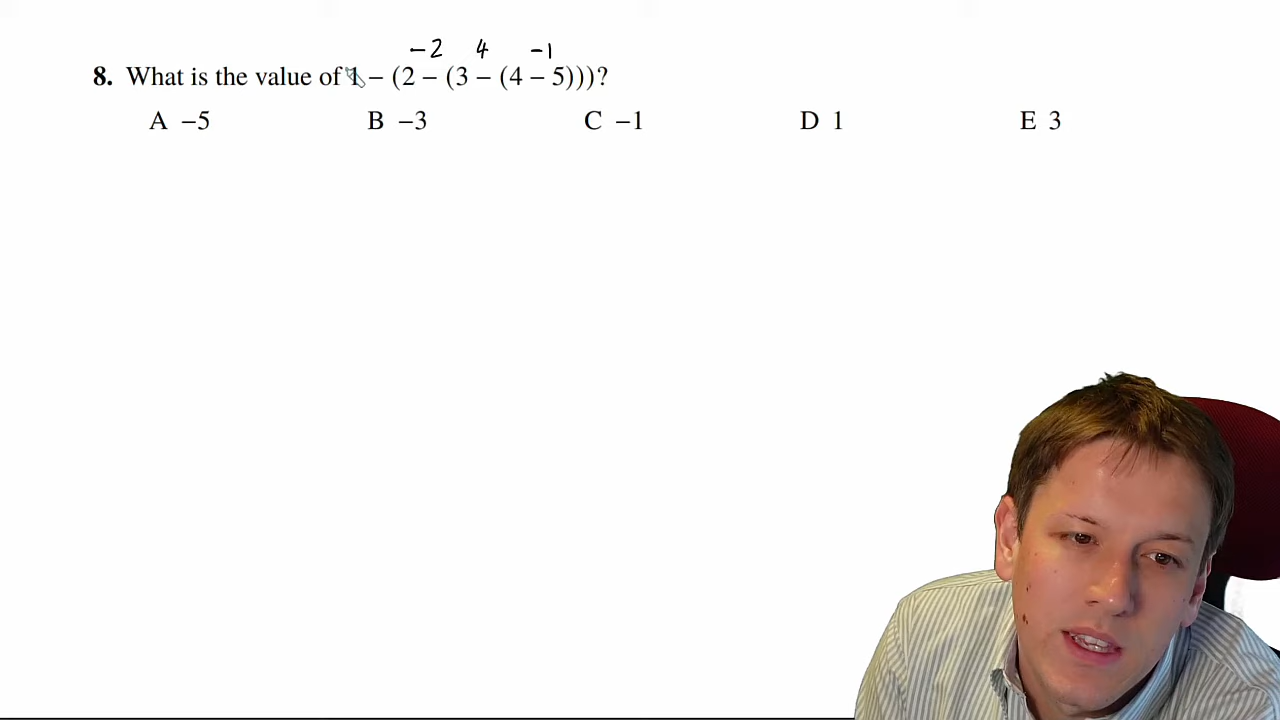 −2 4 −1
8. What is the value of 1 − (2 − (3 − (4 − 5)))?
A −5 B −3 C −1 D 1 E 3